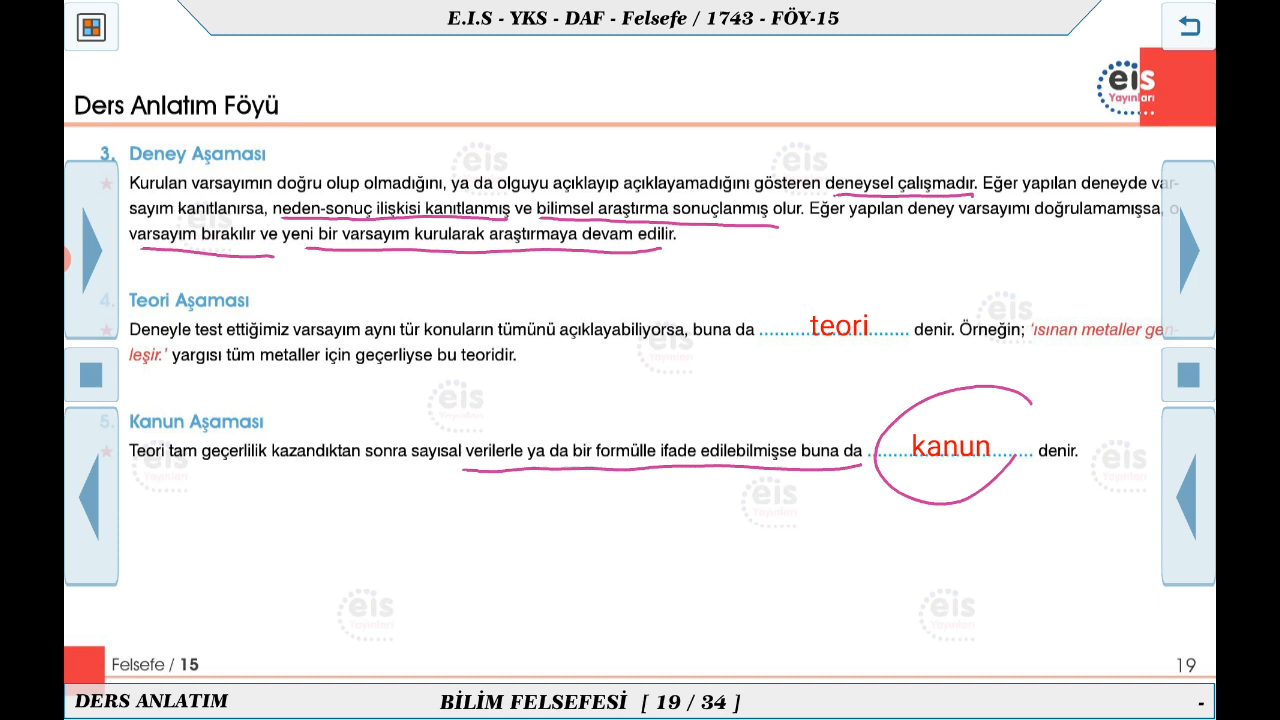 E.I.S - YKS - DAF - Felsefe / 1743 - FÖY-15
eis
Yayınları
Ders Anlatım Föyü
3. Deney Aşaması
Kurulan varsayımın doğru olup olmadığını, ya da olguyu açıklayıp açıklayamadığını gösteren deneysel çalışmadır. Eğer yapılan deneyde var-
sayım kanıtlanırsa, neden-sonuç ilişkisi kanıtlanmış ve bilimsel araştırma sonuçlanmış olur. Eğer yapılan deney varsayımı doğrulamamışsa, o
varsayım bırakılır ve yeni bir varsayım kurularak araştırmaya devam edilir.
4. Teori Aşaması
Deneyle test ettiğimiz varsayım aynı tür konuların tümünü açıklayabiliyorsa, buna da teori denir. Örneğin; 'ısınan metaller gen-
leşir.' yargısı tüm metaller için geçerliyse bu teoridir.
5. Kanun Aşaması
Teori tam geçerlilik kazandıktan sonra sayısal verilerle ya da bir formülle ifade edilebilmişse buna da kanun denir.
Felsefe / 15
19
DERS ANLATIM
BİLİM FELSEFESİ [ 19 / 34 ]
-